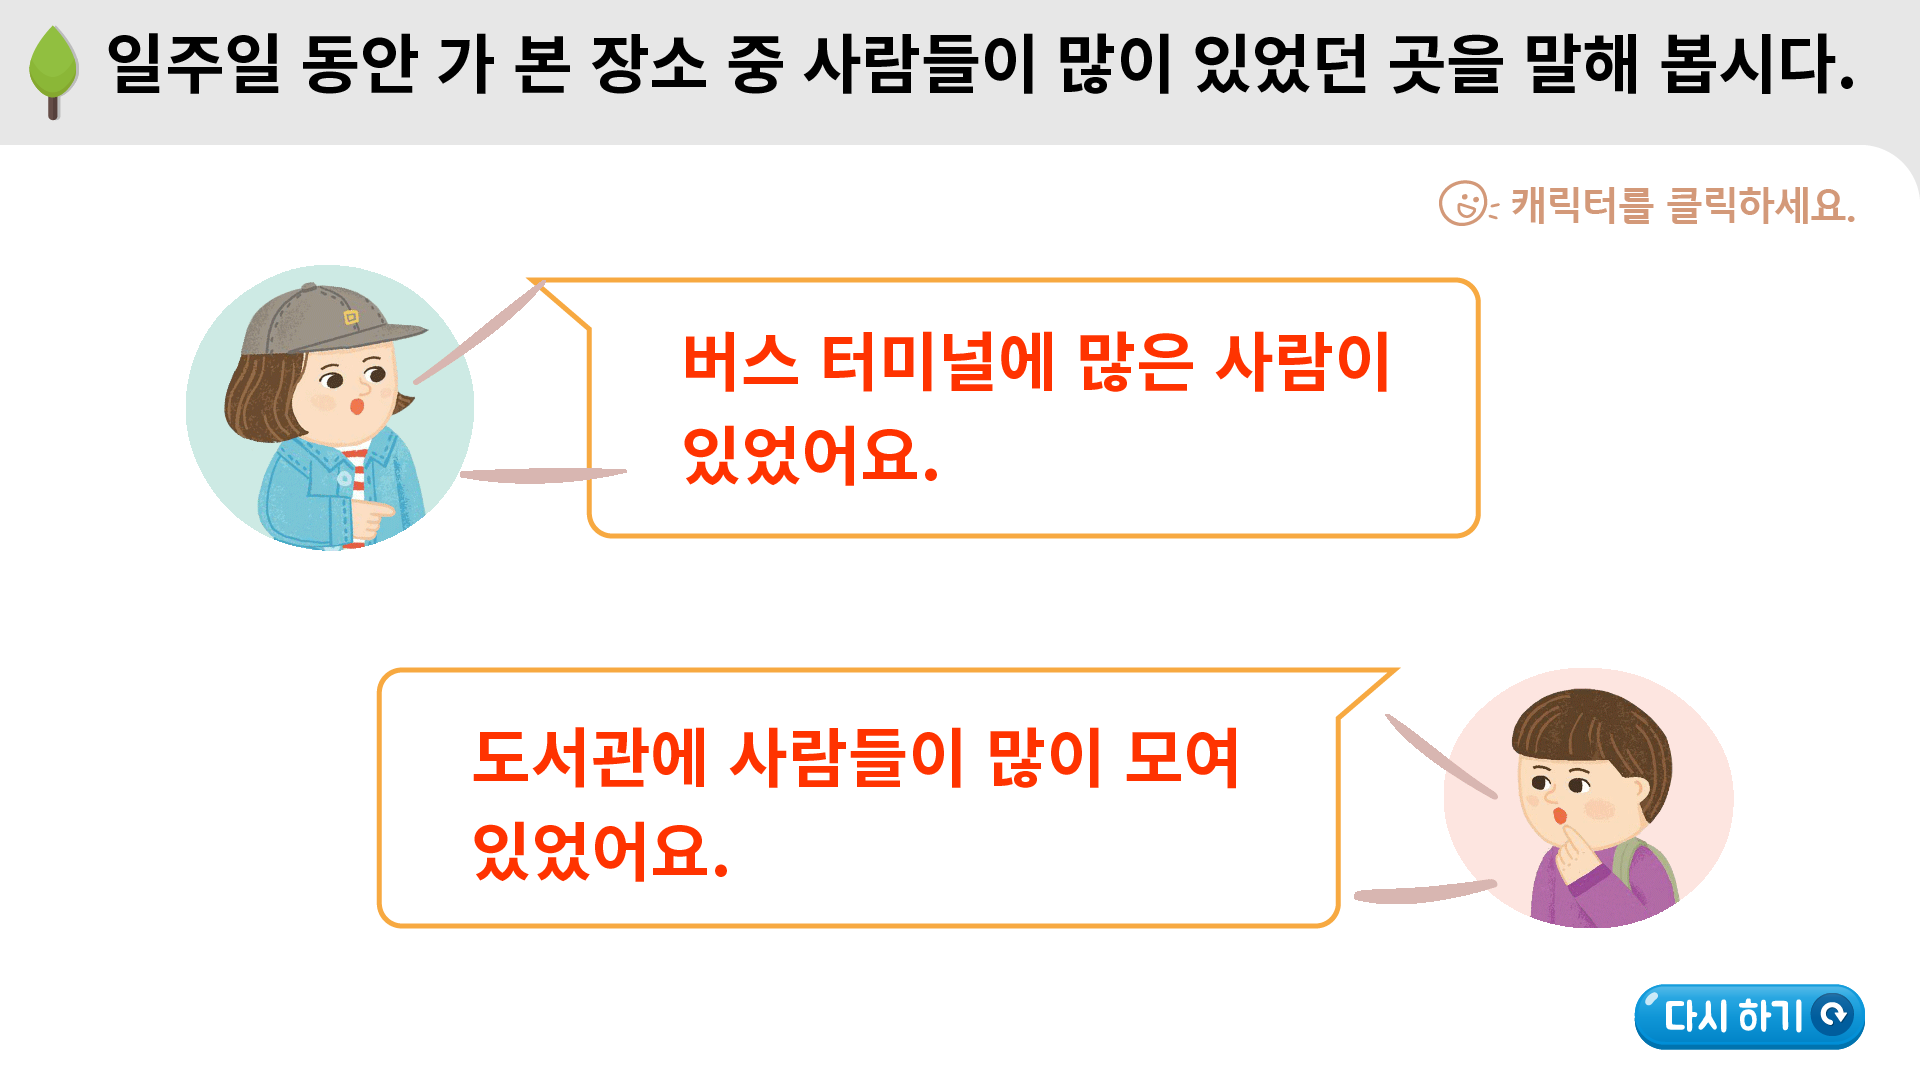 일주일 동안 가 본 장소 중 사람들이 많이 있었던 곳을 말해 봅시다.
캐릭터를 클릭하세요.
버스 터미널에 많은 사람이
있었어요.
도서관에 사람들이 많이 모여
있었어요.
다시 하기